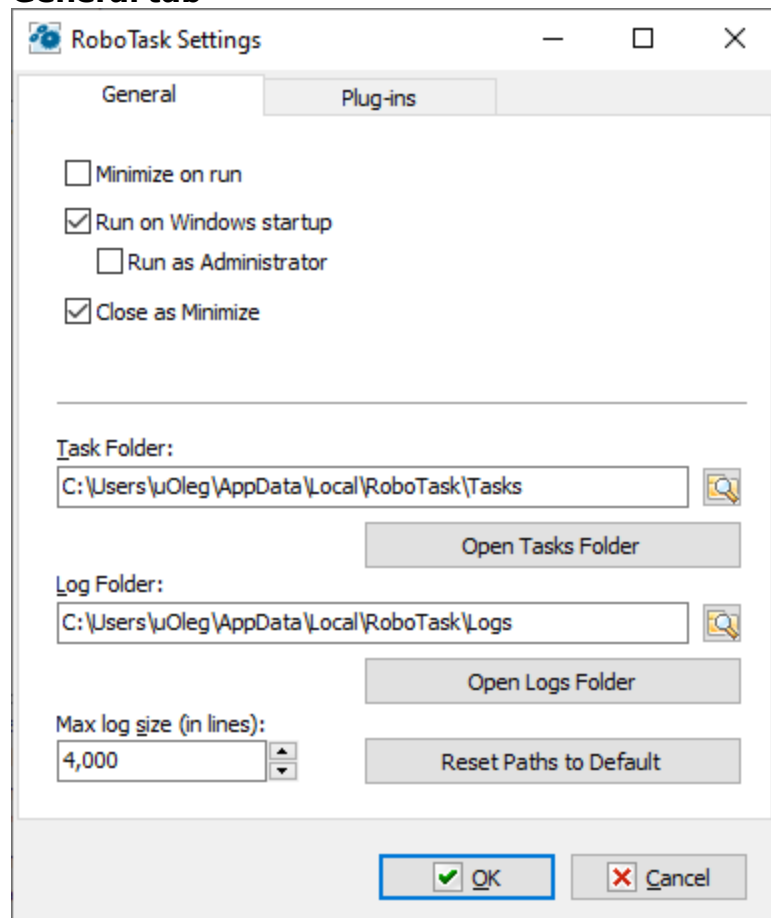 General tab
RoboTask Settings
General Plug-ins
Minimize on run
Run on Windows startup
Run as Administrator
Close as Minimize
Task Folder:
C:\Users\µOleg\AppData\Local\RoboTask\Tasks
Open Tasks Folder
Log Folder:
C:\Users\µOleg\AppData\Local\RoboTask\Logs
Open Logs Folder
Max log size (in lines):
4,000 Reset Paths to Default
OK Cancel